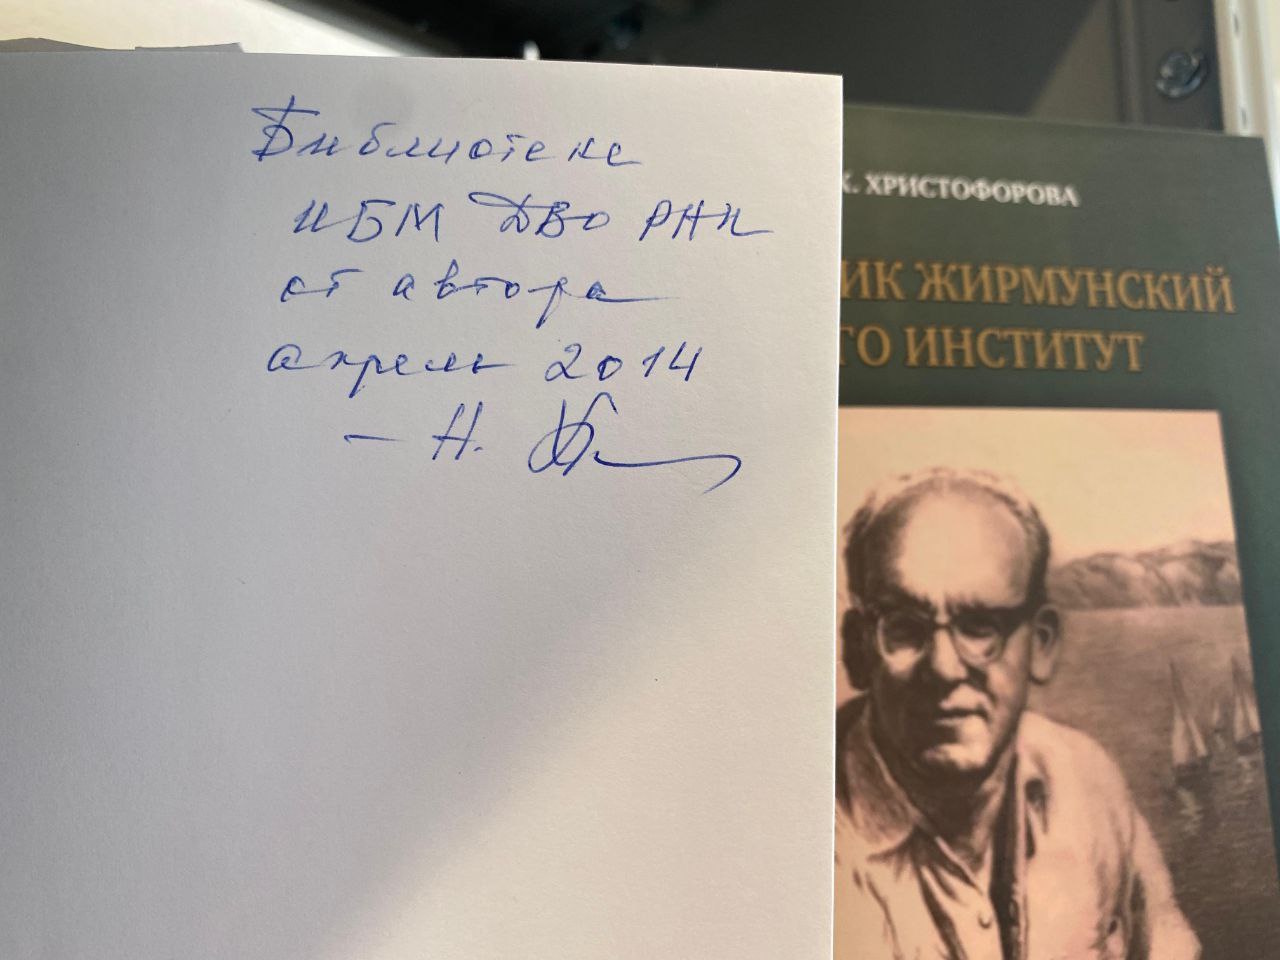 Библиотеке
ИБМ ДВО РАН
от автора
апрель 2014
— Н.
К. ХРИСТОФОРОВА
ИК ЖИРМУНСКИЙ
ГО ИНСТИТУТ